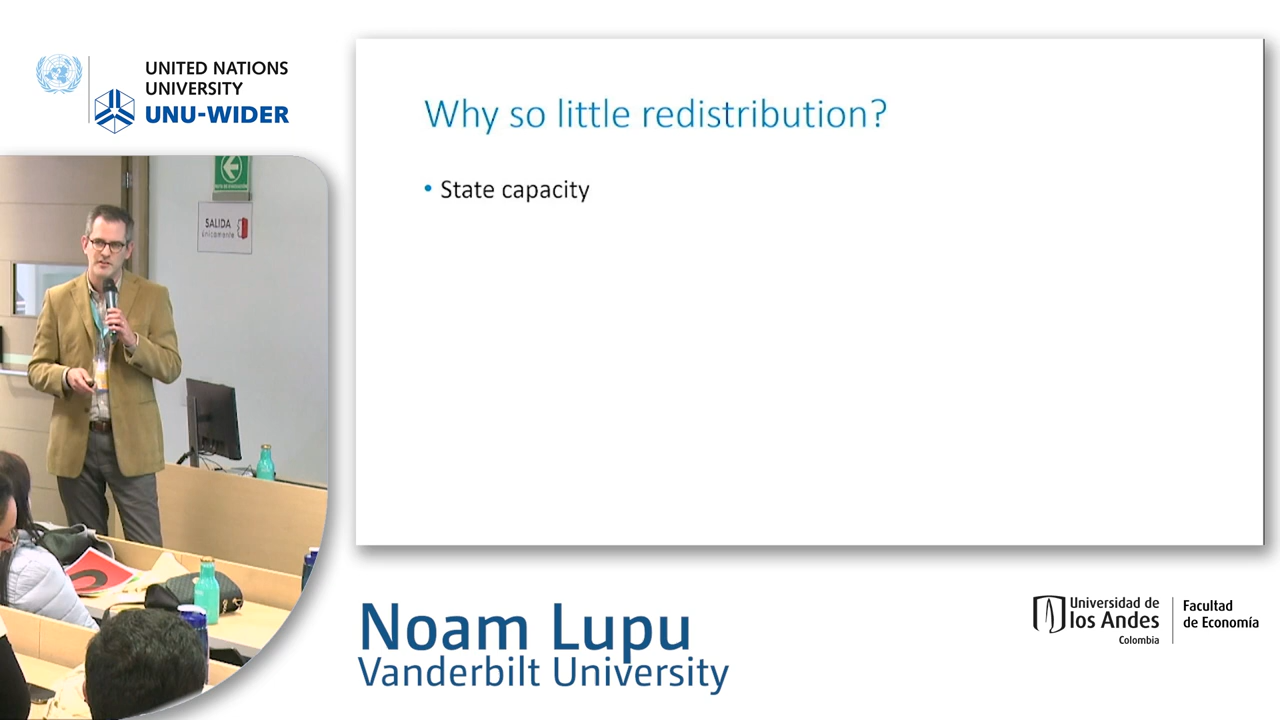 UNITED NATIONS
UNIVERSITY
UNU-WIDER
SALIDA
únicamente
Why so little redistribution?
• State capacity
Noam Lupu
Vanderbilt University
Universidad de
los Andes
Colombia
Facultad
de Economía